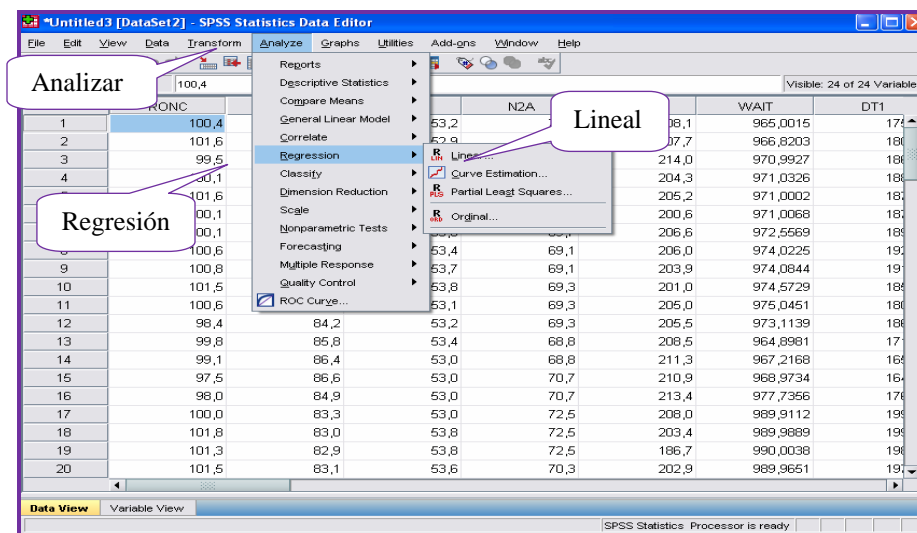 *Untitled3 [DataSet2] - SPSS Statistics Data Editor
File Edit View Data Transform Analyze Graphs Utilities Add-ons Window Help
Analizar
100,4
Visible: 24 of 24 Variable
Reports
Descriptive Statistics
Compare Means
General Linear Model
Correlate
Regression
Classify
Dimension Reduction
Scale
Nonparametric Tests
Forecasting
Multiple Response
Quality Control
ROC Curve...
Linear...
Curve Estimation...
Partial Least Squares...
Ordinal...
Regresión
Lineal
RONC N2A WAIT DT1
1 100,4 53,2 08,1 965,0015
2 101,6 52,9 07,7 966,8203
3 99,5 214,0 970,9927
204,3 971,0326
101,6 205,2 971,0002
00,1 200,6 971,0068
00,1 206,6 972,5569
100,6 53,4 69,1 206,0 974,0225
9 100,8 53,7 69,1 203,9 974,0844
10 101,5 53,8 69,3 201,0 974,5729
11 100,6 53,1 69,3 205,0 975,0451
12 98,4 84,2 53,2 69,3 205,5 973,1139
13 99,8 85,8 53,4 68,8 208,5 964,8981
14 99,1 86,4 53,0 68,8 211,3 967,2168
15 97,5 86,6 53,0 70,7 210,9 968,9734
16 98,0 84,9 53,0 70,7 213,4 977,7356
17 100,0 83,3 53,0 72,5 208,0 989,9112
18 101,8 83,0 53,8 72,5 203,4 989,9889
19 101,3 82,9 53,8 72,5 186,7 990,0038
20 101,5 83,1 53,6 70,3 202,9 989,9651
Data View Variable View
SPSS Statistics Processor is ready